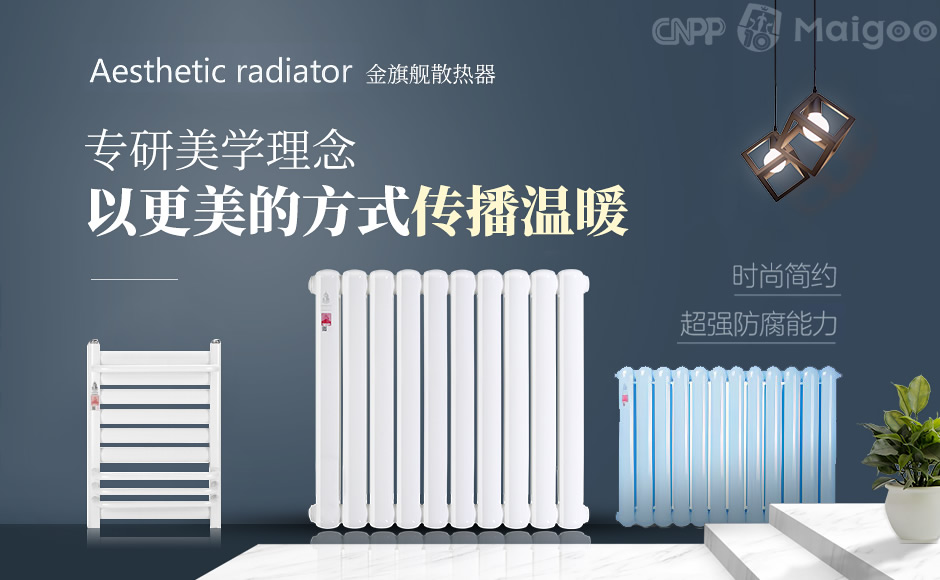 CNPP Maigoo
Aesthetic radiator 金旗舰散热器
专研美学理念
以更美的方式传播温暖
时尚简约
超强防腐能力